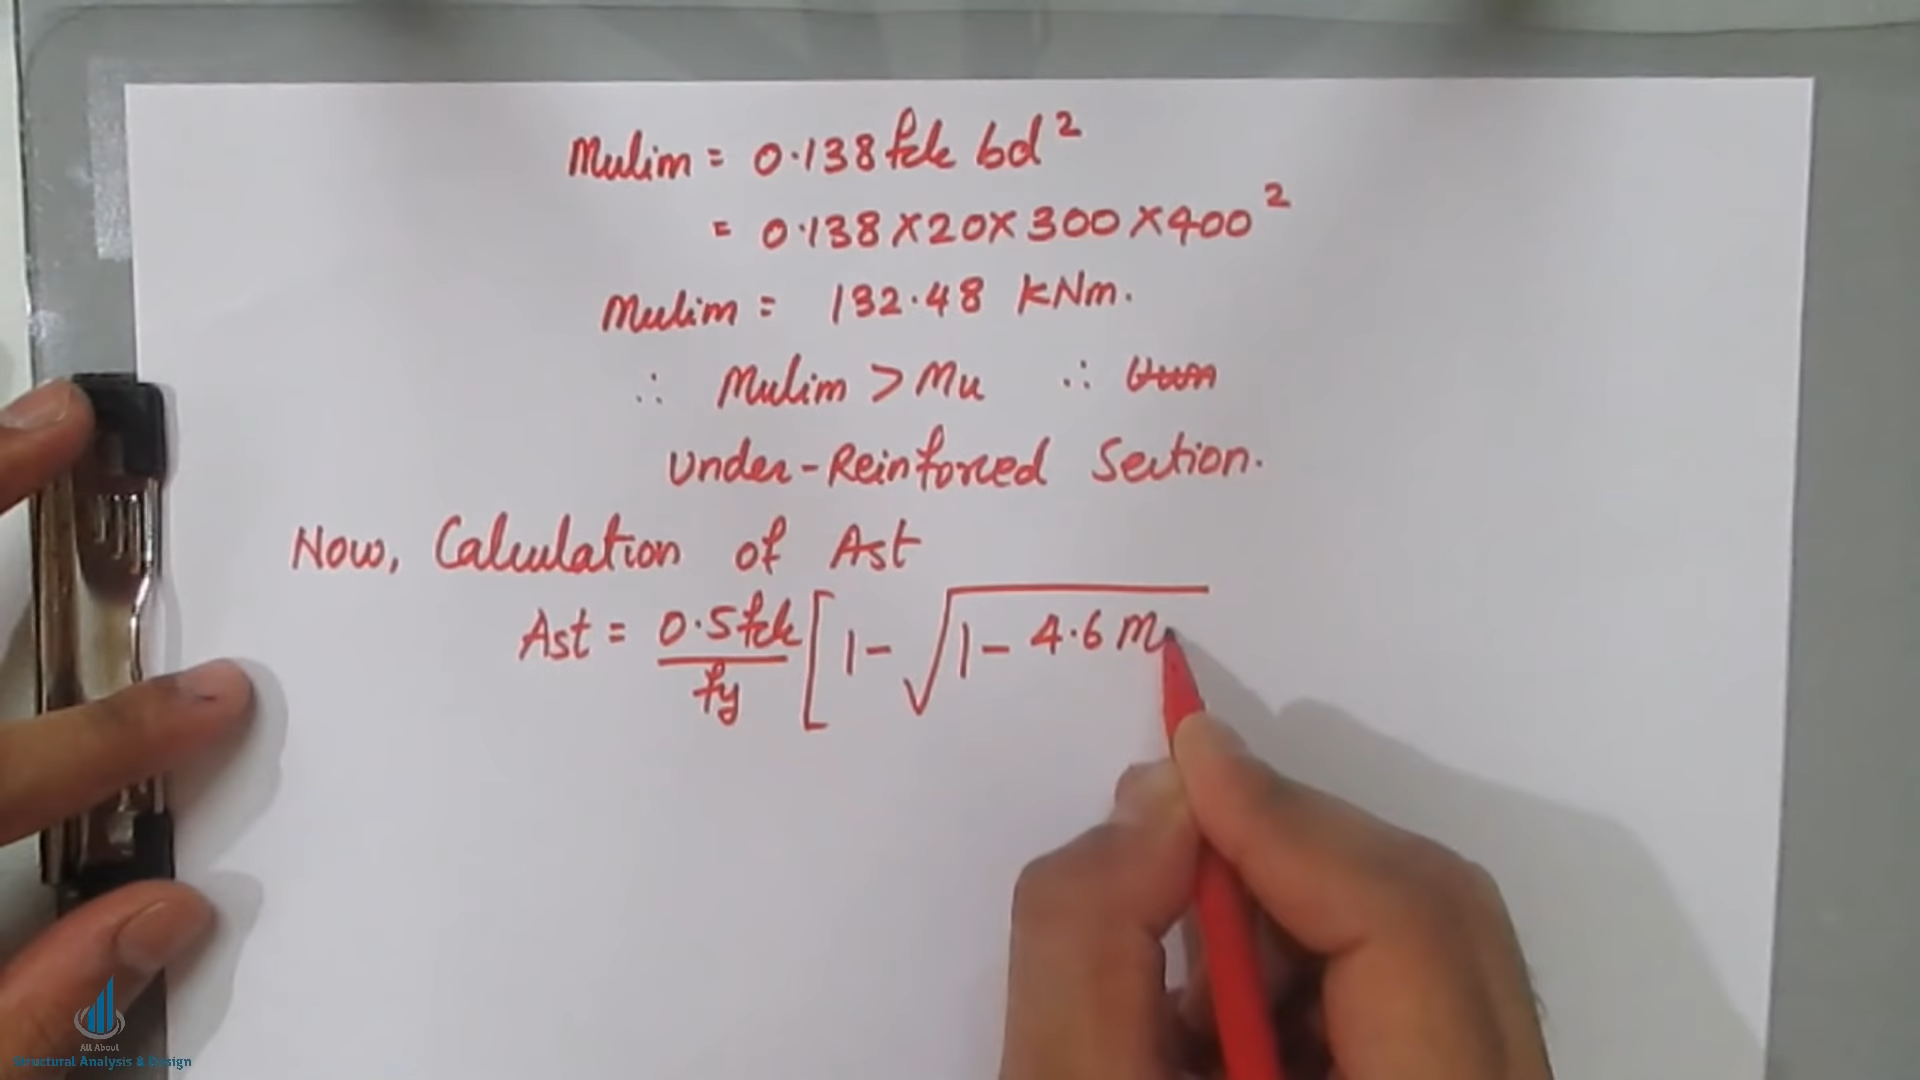 Mulim = 0.138 fck bd²
= 0.138 × 20 × 300 × 400²
Mulim = 132.48 kNm.
∴ Mulim > Mu ∴
Under-Reinforced Section.
Now, Calculation of Ast
Ast = 0.5fck/fy [1 - √1 - 4.6 M
All About
Structural Analysis & Design